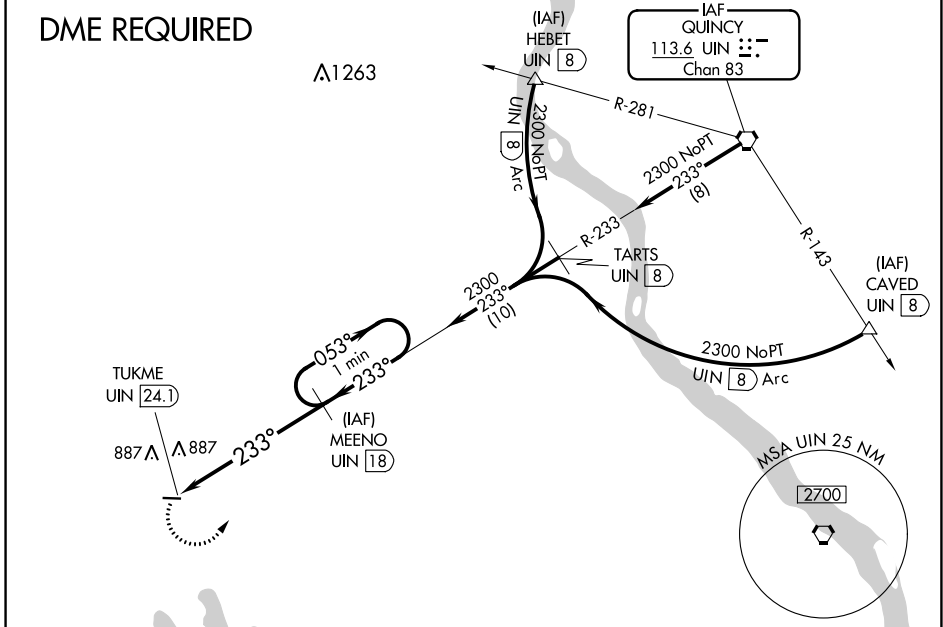 DME REQUIRED
1263
(IAF)
HEBET
UIN 8
IAF
QUINCY
113.6 UIN
Chan 83
R-281
2300 NoPT
UIN 8 Arc
2300 NoPT
233°
(8)
R-233
R-143
TARTS
UIN 8
(IAF)
CAVED
UIN 8
2300
233°
(10)
2300 NoPT
UIN 8 Arc
053°
1 min
233°
TUKME
UIN 24.1
887
887
233°
(IAF)
MEENO
UIN 18
MSA UIN 25 NM
2700